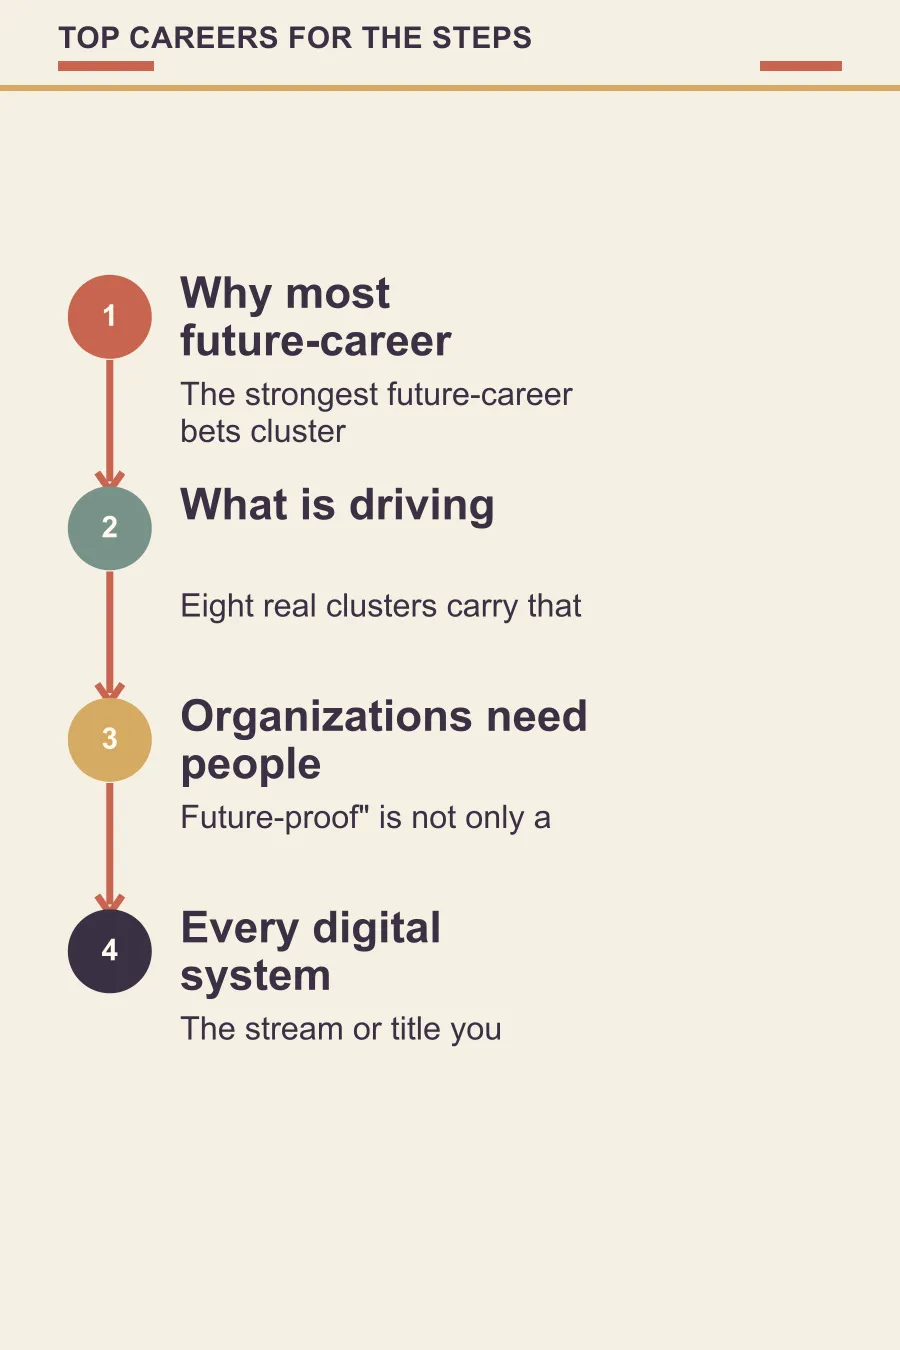 TOP CAREERS FOR THE STEPS
1
Why most
future-career
The strongest future-career
bets cluster
2
What is driving
Eight real clusters carry that
3
Organizations need
people
Future-proof" is not only a
4
Every digital
system
The stream or title you